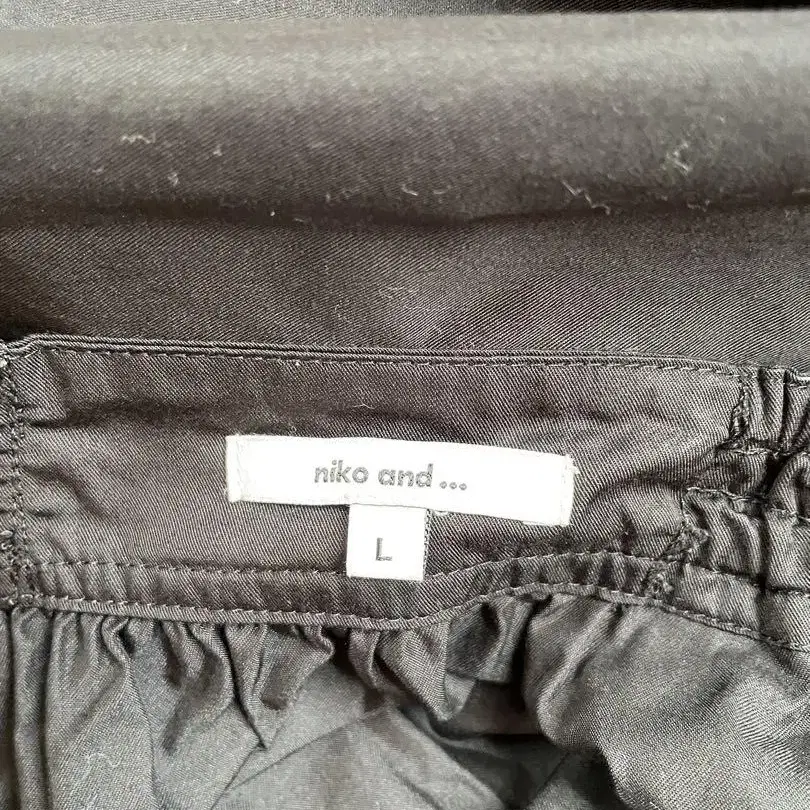 niko and ...
L